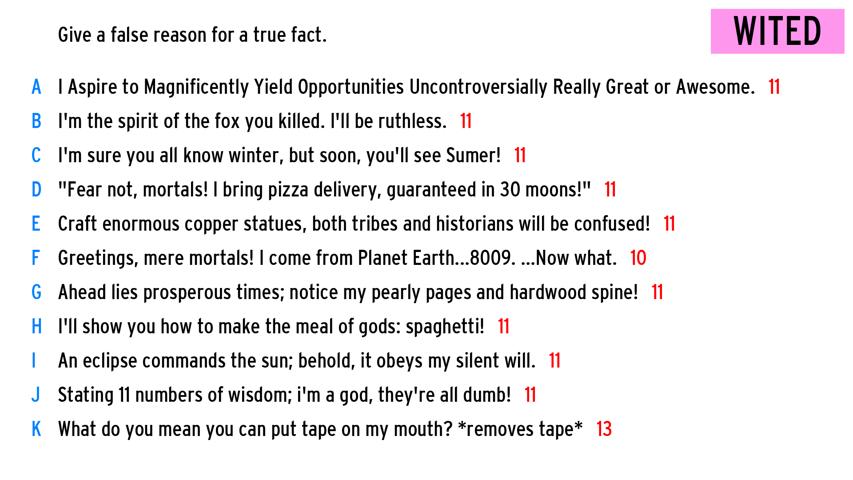 Give a false reason for a true fact.
WITED
A I Aspire to Magnificently Yield Opportunities Uncontroversially Really Great or Awesome. 11
B I'm the spirit of the fox you killed. I'll be ruthless. 11
C I'm sure you all know winter, but soon, you'll see Sumer! 11
D "Fear not, mortals! I bring pizza delivery, guaranteed in 30 moons!" 11
E Craft enormous copper statues, both tribes and historians will be confused! 11
F Greetings, mere mortals! I come from Planet Earth...8009. ...Now what. 10
G Ahead lies prosperous times; notice my pearly pages and hardwood spine! 11
H I'll show you how to make the meal of gods: spaghetti! 11
I An eclipse commands the sun; behold, it obeys my silent will. 11
J Stating 11 numbers of wisdom; i'm a god, they're all dumb! 11
K What do you mean you can put tape on my mouth? *removes tape* 13